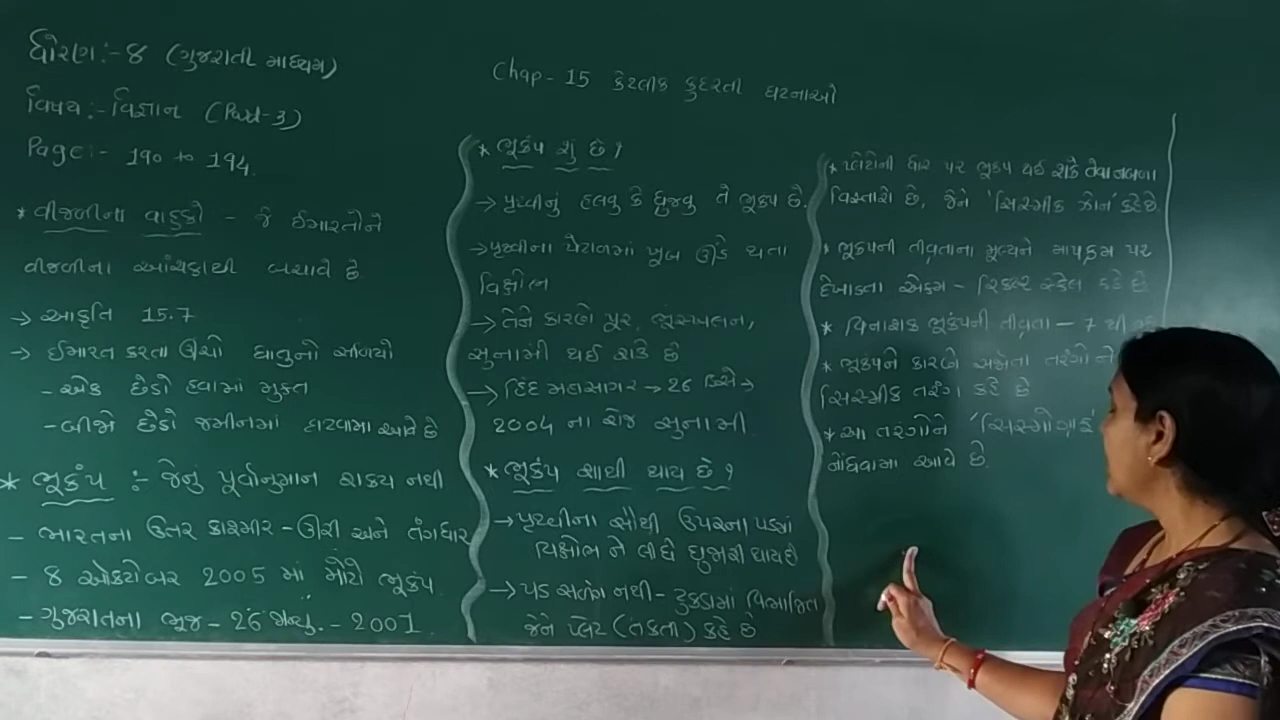 ધોરણ:- ૪ (ગુજરાતી માધ્યમ)
વિષય:- વિજ્ઞાન (Part-3)
Page:- 190 to 194.
* વીજળીના વાહકો - જે ઈમારતોને
વીજળીના આંચકાથી બચાવે છે
→ આકૃતિ 15.7
→ ઈમારત કરતા ઊંચો ધાતુનો સળિયો
- એક છેડો હવામાં મુક્ત
- બીજો છેડો જમીનમાં દાટવામા આવે છે
* ભૂકંપ :- જેનું પૂર્વાનુમાન શક્ય નથી
- ભારતના ઉત્તર કાશ્મીર - ઊરી અને તંગધાર
- 8 ઓક્ટોબર 2005 માં મોટો ભૂકંપ
- ગુજરાતના ભૂજ - 26 જાન્યુ. - 2001
Chap - 15 કેટલીક કુદરતી ઘટનાઓ
* ભૂકંપ શું છે ?
→ પૃથ્વીનું હલવુ કે ધ્રુજવુ તે ભૂકંપ છે.
→ પૃથ્વીના પેટાળમાં ખૂબ ઊંડે થતા
વિક્ષોભ
→ તેને કારણે પૂર, ભૂસ્ખલન,
સુનામી થઈ શકે છે
→ હિંદ મહાસાગર → 26 ડિસે →
2004 ના રોજ સુનામી
* ભૂકંપ શાથી થાય છે ?
→ પૃથ્વીના સૌથી ઉપરના પડમાં
વિક્ષોભ ને લીધે ધ્રુજારી થાય છે
→ પડ સળંગ નથી - ટુકડામાં વિભાજિત
જેને પ્લેટ (તકતી) કહે છે
* પ્લેટોની ધાર પર ભૂકંપ થઈ શકે તેવા નબળા
વિસ્તારો છે, જેને 'સિસ્મીક ઝોન' કહે છે.
* ભૂકંપની તીવ્રતાના મૂલ્યને માપક્રમ પર
દેખાડતા એકમ - રિક્ટર સ્કેલ કહે છે
* વિનાશક ભૂકંપની તીવ્રતા - 7 થી
* ભૂકંપને કારણે સર્જાતા તરંગોને
સિસ્મીક તરંગ કહે છે
* આ તરંગોને 'સિસ્મોગ્રાફ'
નોંધવામા આવે છે.